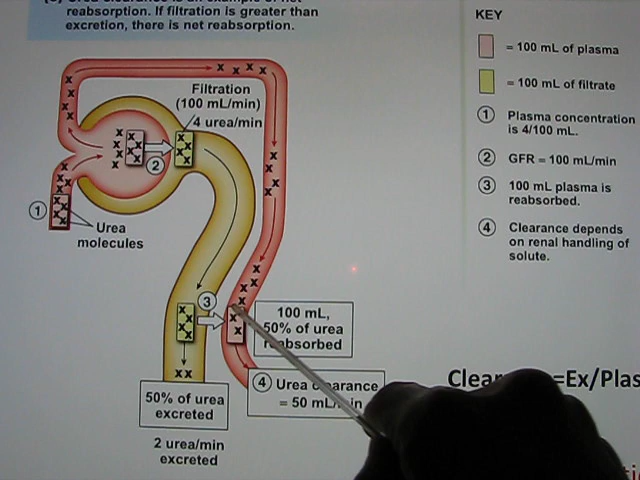 reabsorption. If filtration is greater than
excretion, there is net reabsorption.
Filtration
(100 mL/min)
4 urea/min
x x x x
2
1
Urea
molecules
3
100 mL,
50% of urea
reabsorbed
4 Urea clearance
= 50 mL/min
xx
50% of urea
excreted
2 urea/min
excreted
KEY
= 100 mL of plasma
= 100 mL of filtrate
1 Plasma concentration
is 4/100 mL.
2 GFR = 100 mL/min
3 100 mL plasma is
reabsorbed.
4 Clearance depends
on renal handling of
solute.
=Ex/Plas